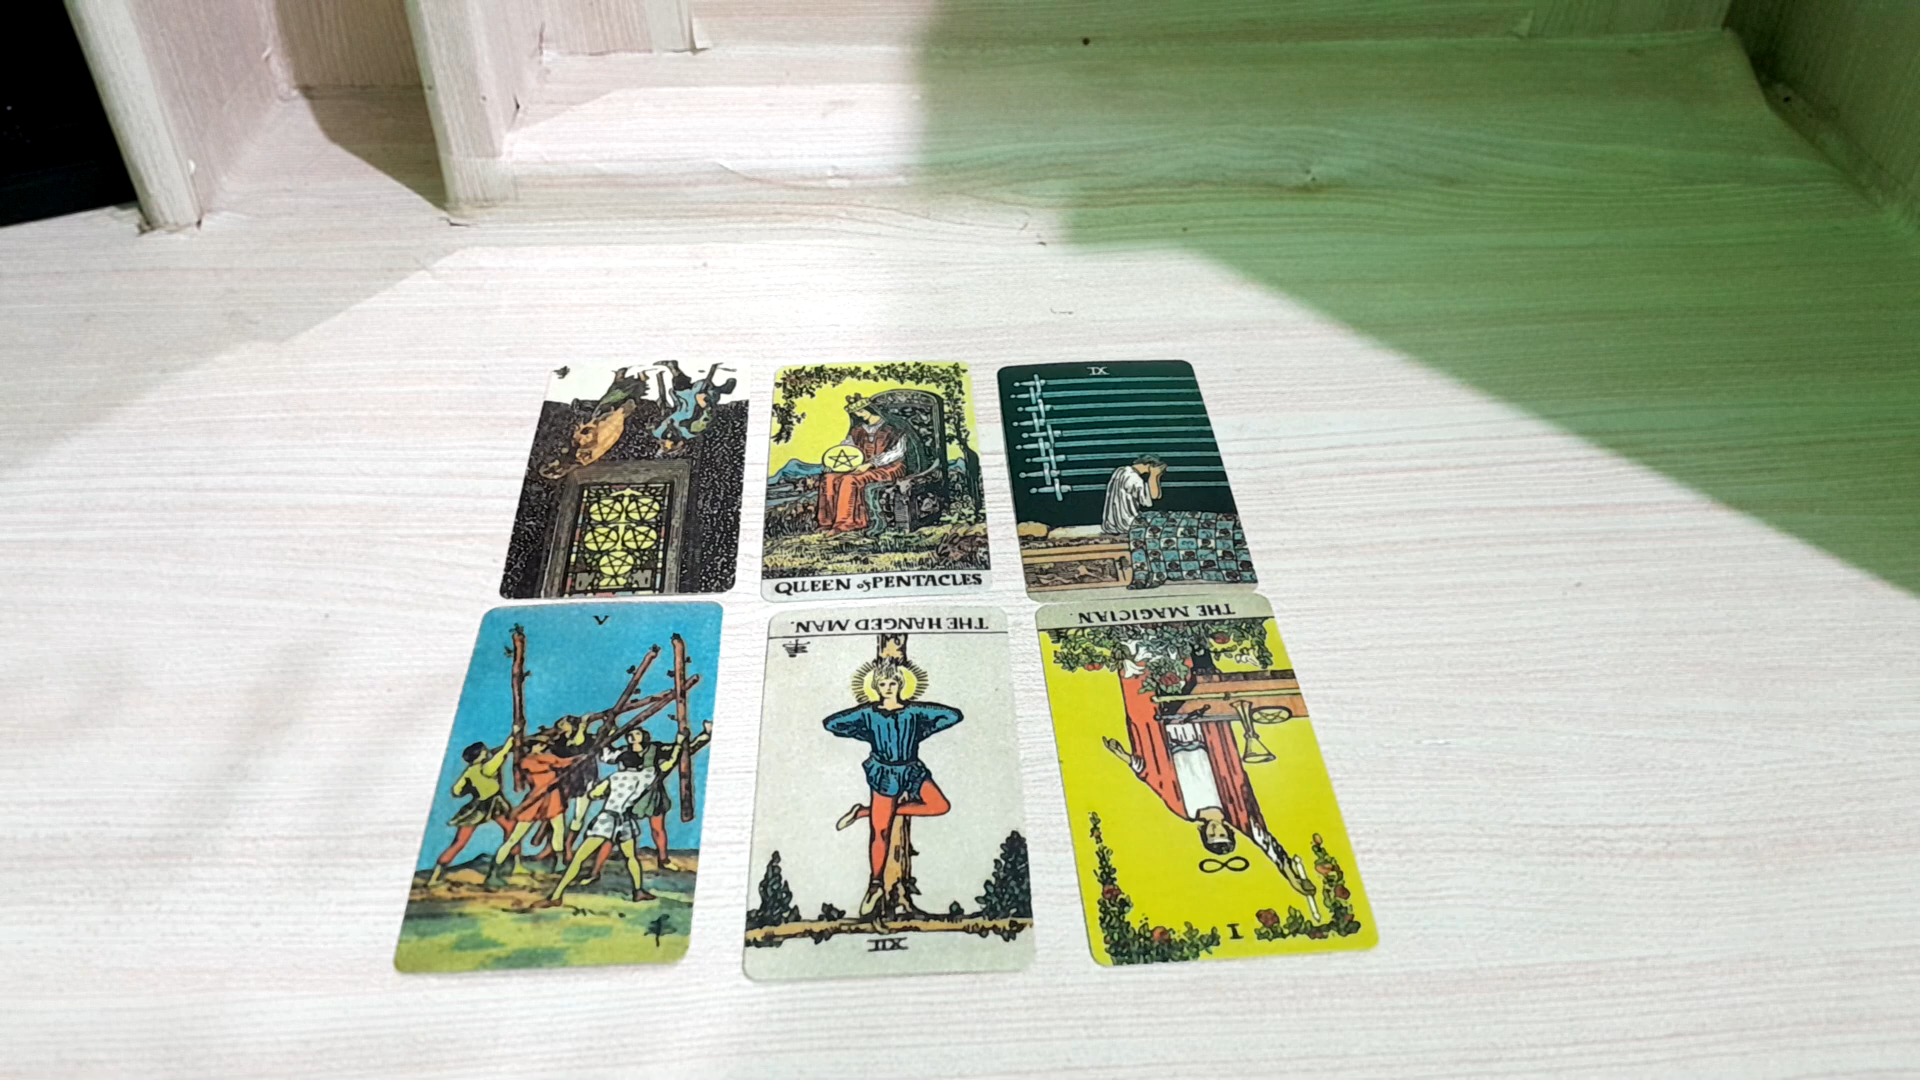 IX
QUEEN of PENTACLES
V
THE HANGED MAN.
XII
THE MAGICIAN.
I